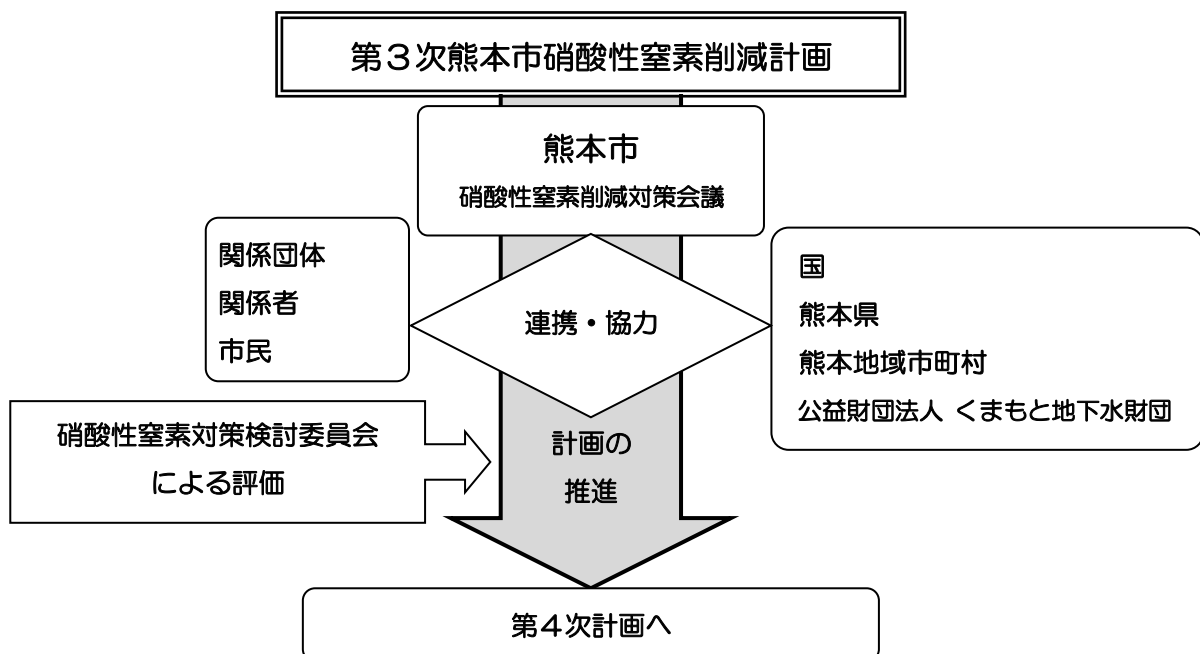 第３次熊本市硝酸性窒素削減計画
熊本市
硝酸性窒素削減対策会議
関係団体
関係者
市民
連携・協力
国
熊本県
熊本地域市町村
公益財団法人 くまもと地下水財団
硝酸性窒素対策検討委員会
による評価
計画の
推進
第４次計画へ